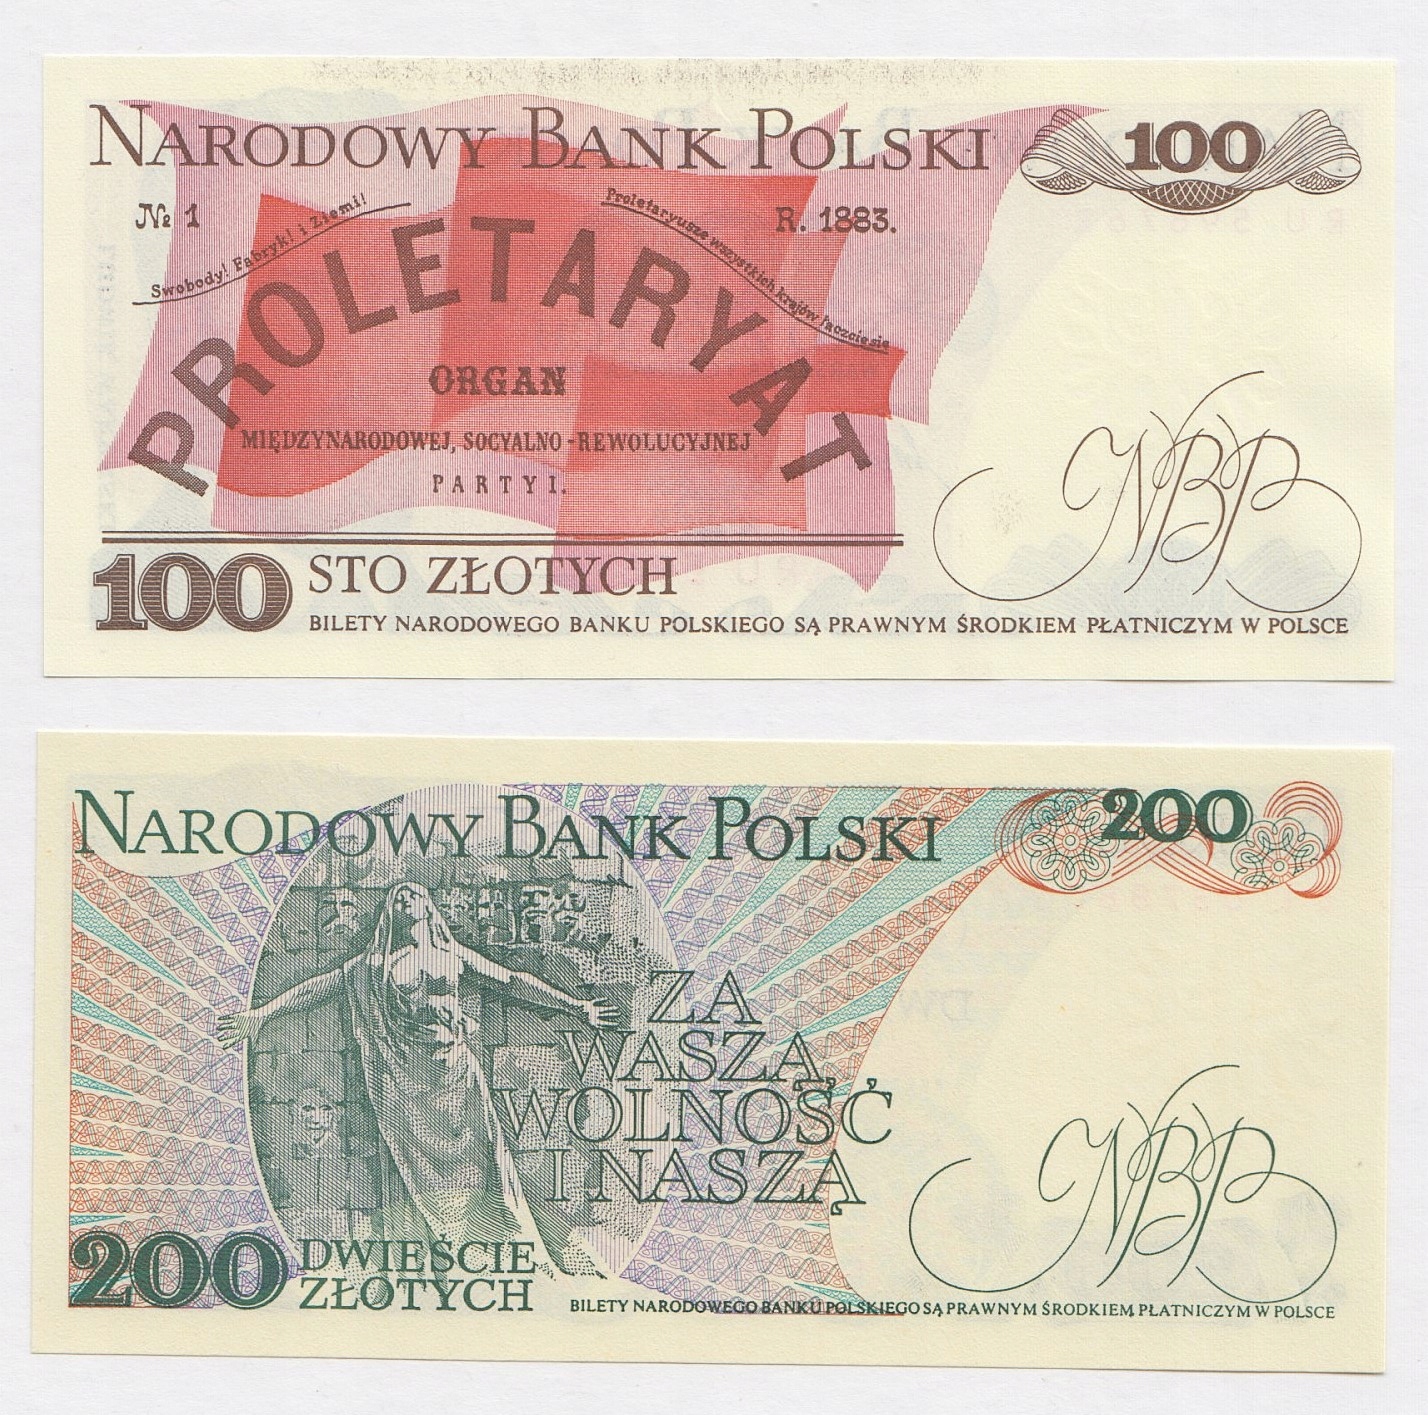 NARODOWY BANK POLSKI 100
№ 1 R. 1883.
Swobody! Fabryk! i Ziemi!
Proletaryusze wszystkich krajów łączcie się
PROLETARYAT
ORGAN
MIĘDZYNARODOWEJ, SOCYALNO-REWOLUCYJNEJ
PARTYI.
NBP
100 STO ZŁOTYCH
BILETY NARODOWEGO BANKU POLSKIEGO SĄ PRAWNYM ŚRODKIEM PŁATNICZYM W POLSCE
NARODOWY BANK POLSKI 200
ZA
WASZĄ
WOLNOŚĆ
I NASZĄ
NBP
200 DWIEŚCIE
ZŁOTYCH
BILETY NARODOWEGO BANKU POLSKIEGO SĄ PRAWNYM ŚRODKIEM PŁATNICZYM W POLSCE